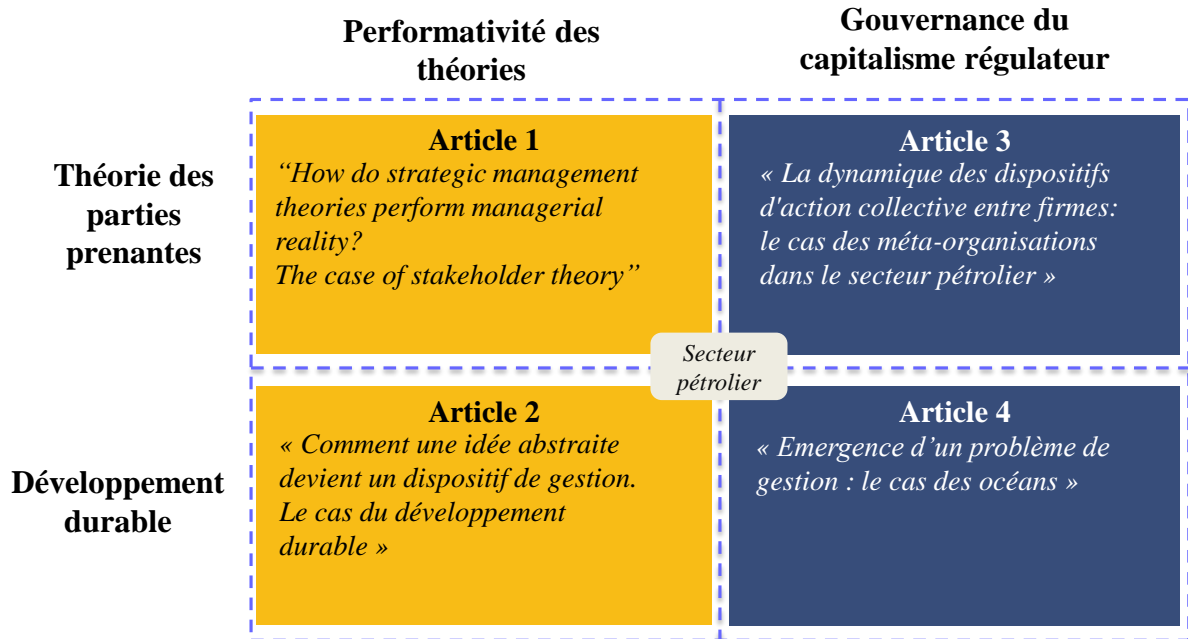 Performativité des
théories
Gouvernance du
capitalisme régulateur
Théorie des
parties
prenantes
Article 1
“How do strategic management
theories perform managerial
reality?
The case of stakeholder theory”
Article 3
« La dynamique des dispositifs
d'action collective entre firmes:
le cas des méta-organisations
dans le secteur pétrolier »
Secteur
pétrolier
Développement
durable
Article 2
« Comment une idée abstraite
devient un dispositif de gestion.
Le cas du développement
durable »
Article 4
« Emergence d’un problème de
gestion : le cas des océans »